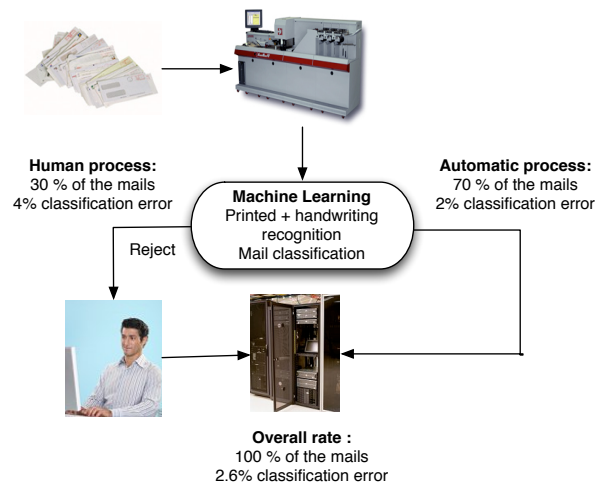 Human process:
30 % of the mails
4% classification error
Automatic process:
70 % of the mails
2% classification error
Machine Learning
Printed + handwriting
recognition
Mail classification
Reject
Overall rate :
100 % of the mails
2.6% classification error